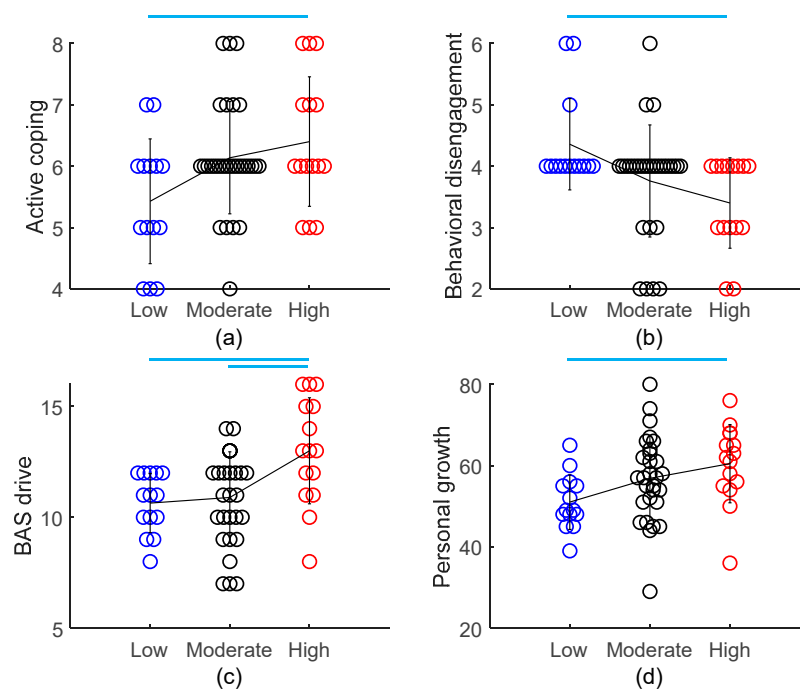 Active coping
8
7
6
5
4
Low Moderate High
(a)
Behavioral disengagement
6
5
4
3
2
Low Moderate High
(b)
BAS drive
15
10
5
Low Moderate High
(c)
Personal growth
80
60
40
20
Low Moderate High
(d)